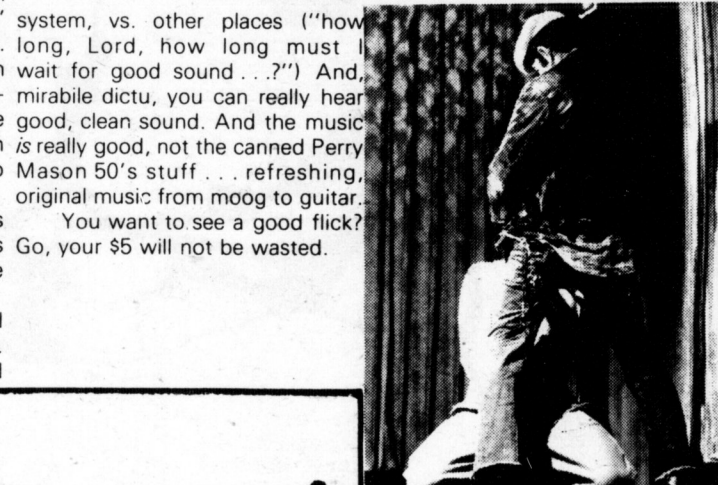 system, vs. other places ("how
long, Lord, how long must I
wait for good sound . . .?") And,
mirabile dictu, you can really hear
good, clean sound. And the music
is really good, not the canned Perry
Mason 50's stuff . . . refreshing,
original music from moog to guitar.
You want to see a good flick?
Go, your $5 will not be wasted.